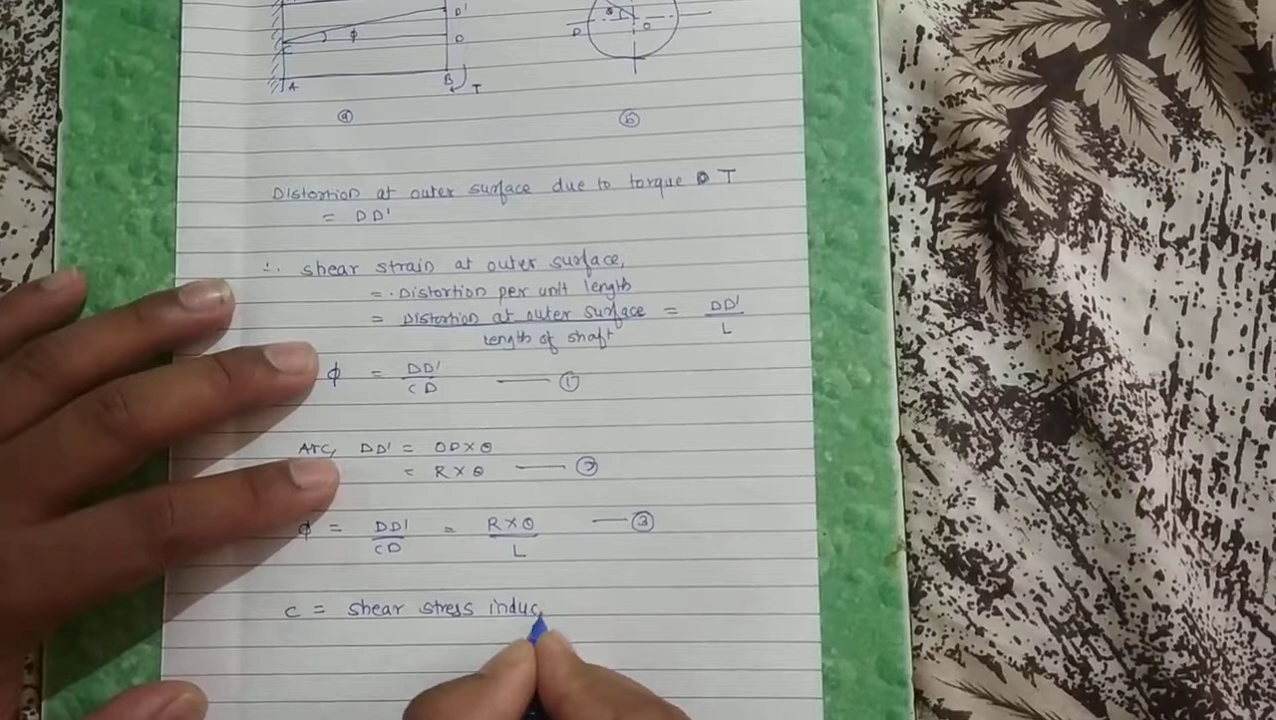 D'
φ
D
D
O
A
B
T
ⓐ
ⓑ
Distortion at outer surface due to torque T
= DD'
∴ shear strain at outer surface,
= Distortion per unit length
= Distortion at outer surface = DD'
length of shaft L
φ = DD' —— ①
CD
Arc, DD' = OD × θ
= R × θ —— ②
φ = DD' = R × θ —— ③
CD L
C = shear stress induc